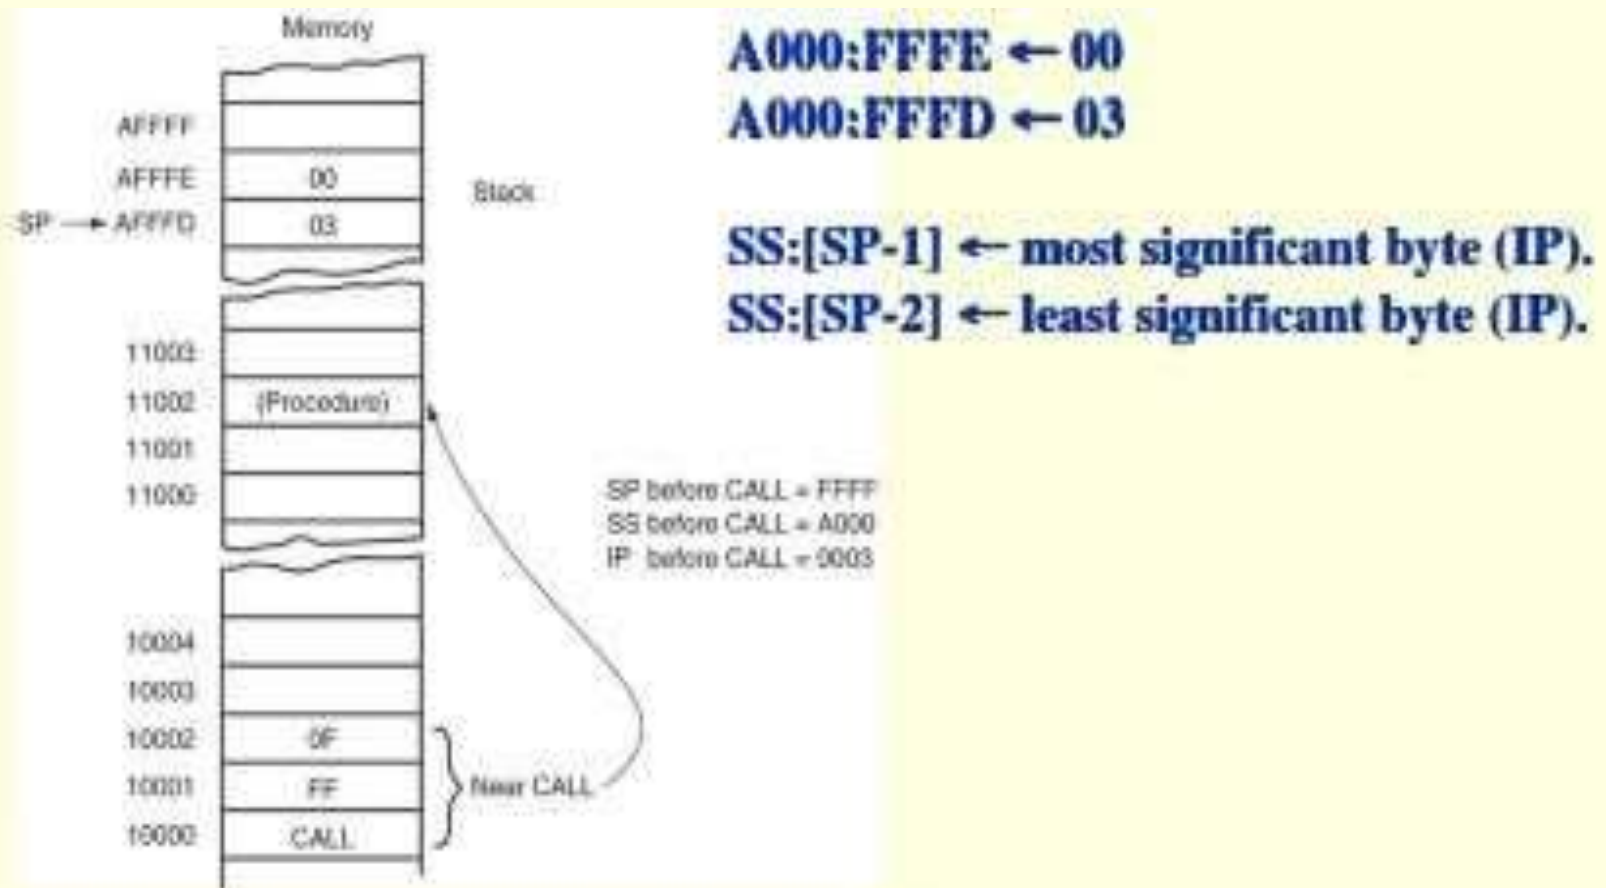 Memory
A000:FFFE ← 00
A000:FFFD ← 03
AFFFF
AFFFE 00
SP → AFFFD 03
Stack
SS:[SP-1] ← most significant byte (IP).
SS:[SP-2] ← least significant byte (IP).
11003
11002 (Procedure)
11001
11000
SP before CALL = FFFF
SS before CALL = A000
IP before CALL = 0003
10004
10003
10002 0F
10001 FF
10000 CALL
Near CALL